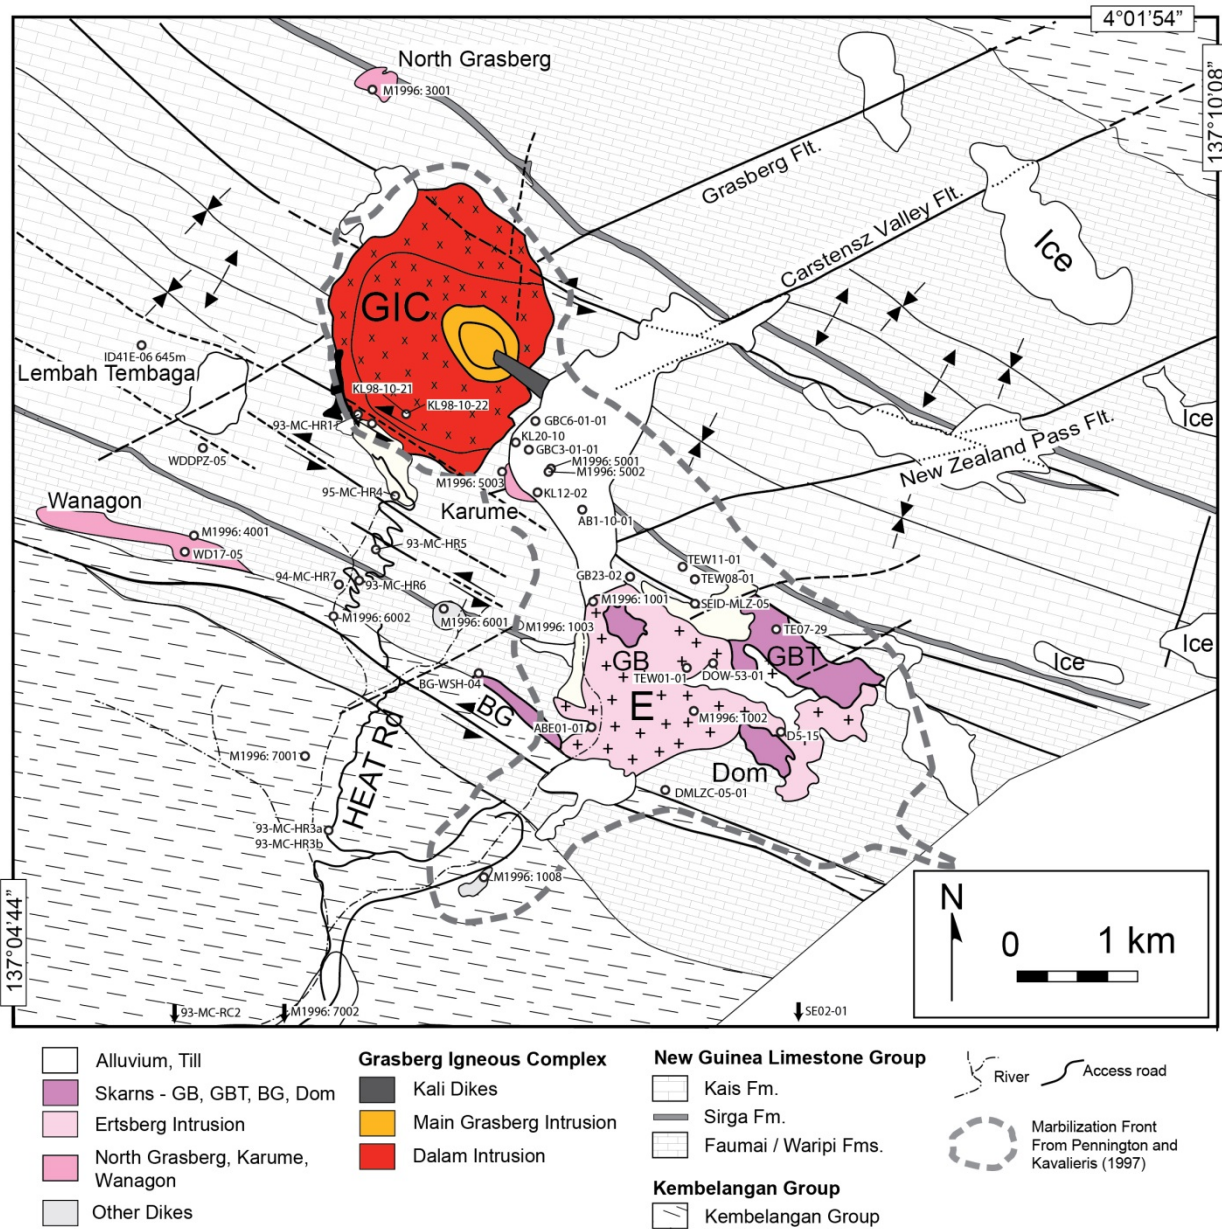 4°01'54"
137°10'08"
North Grasberg
M1996: 3001
Grasberg Flt.
Carstensz Valley Flt.
Ice
GIC
ID41E-06 645m
Lembah Tembaga
KL98-10-21
KL98-10-22
93-MC-HR1
GBC6-01-01
KL20-10
GBC3-01-01
WDDPZ-05
M1996: 5001
M1996: 5002
M1996: 5003
Ice
New Zealand Pass Flt.
95-MC-HR4
KL12-02
Wanagon
Karume
AB1-10-01
M1996: 4001
WD17-05
93-MC-HR5
TEW11-01
94-MC-HR7
93-MC-HR6
GB23-02
TEW08-01
M1996: 1001
SEID-MLZ-05
M1996: 6002
M1996: 6001
M1996: 1003
TE07-29
Ice
GB
GBT
Ice
TEW01-01
DOW-53-01
BG-WSH-04
BG
E
M1996: 1002
ABE01-01
D5-15
M1996: 7001
Dom
HEAT RD
DMLZC-05-01
93-MC-HR3a
93-MC-HR3b
M1996: 1008
137°04'44"
N
0 1 km
93-MC-RC2
M1996: 7002
SE02-01
Alluvium, Till
Skarns - GB, GBT, BG, Dom
Ertsberg Intrusion
North Grasberg, Karume,
Wanagon
Other Dikes
Grasberg Igneous Complex
Kali Dikes
Main Grasberg Intrusion
Dalam Intrusion
New Guinea Limestone Group
Kais Fm.
Sirga Fm.
Faumai / Waripi Fms.
Kembelangan Group
Kembelangan Group
River
Access road
Marbilization Front
From Pennington and
Kavalieris (1997)